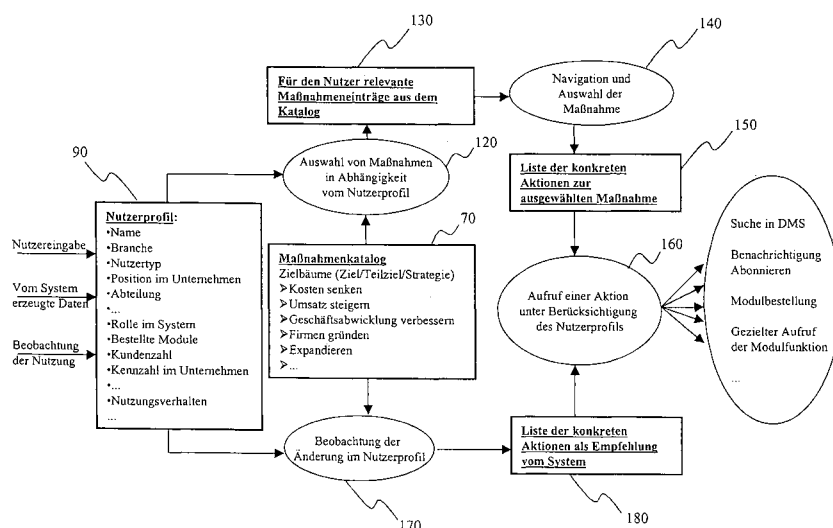 130
Für den Nutzer relevante
Maßnahmeneinträge aus dem
Katalog
140
Navigation und
Auswahl der
Maßnahme
90
120
Auswahl von Maßnahmen
in Abhängigkeit
vom Nutzerprofil
150
Liste der konkreten
Aktionen zur
ausgewählten Maßnahme
Nutzereingabe
Vom System
erzeugte Daten
Beobachtung
der Nutzung
Nutzerprofil:
•Name
•Branche
•Nutzertyp
•Position im Unternehmen
•Abteilung
•...
•Rolle im System
•Bestellte Module
•Kundenzahl
•Kennzahl im Unternehmen
•...
•Nutzungsverhalten
...
70
Maßnahmenkatalog
Zielbäume (Ziel/Teilziel/Strategie)
➢Kosten senken
➢Umsatz steigern
➢Geschäftsabwicklung verbessern
➢Firmen gründen
➢Expandieren
➢...
160
Aufruf einer Aktion
unter Berücksichtigung
des Nutzerprofils
Suche in DMS
Benachrichtigung
Abonnieren
Modulbestellung
Gezielter Aufruf
der Modulfunktion
...
Beobachtung der
Änderung im Nutzerprofil
170
Liste der konkreten
Aktionen als Empfehlung
vom System
180